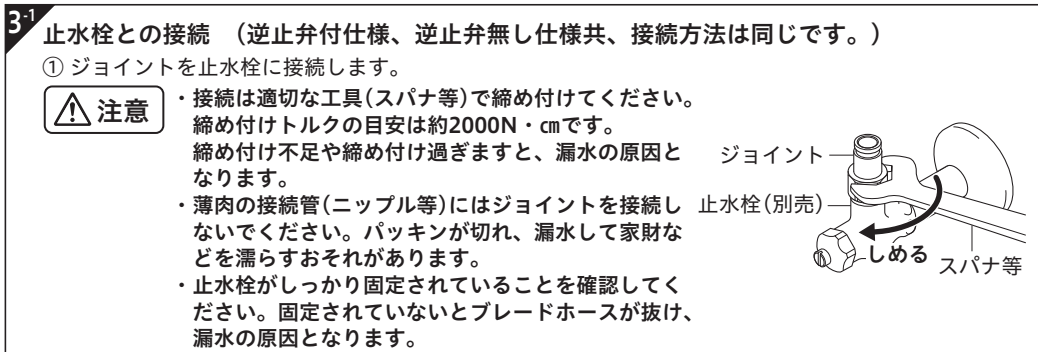 3-1
止水栓との接続 （逆止弁付仕様、逆止弁無し仕様共、接続方法は同じです。）
① ジョイントを止水栓に接続します。
注意
・接続は適切な工具（スパナ等）で締め付けてください。
締め付けトルクの目安は約2000N・㎝です。
締め付け不足や締め付け過ぎますと、漏水の原因と
なります。
・薄肉の接続管（ニップル等）にはジョイントを接続し
ないでください。パッキンが切れ、漏水して家財な
どを濡らすおそれがあります。
・止水栓がしっかり固定されていることを確認してく
ださい。固定されていないとブレードホースが抜け、
漏水の原因となります。
ジョイント
止水栓（別売）
しめる
スパナ等